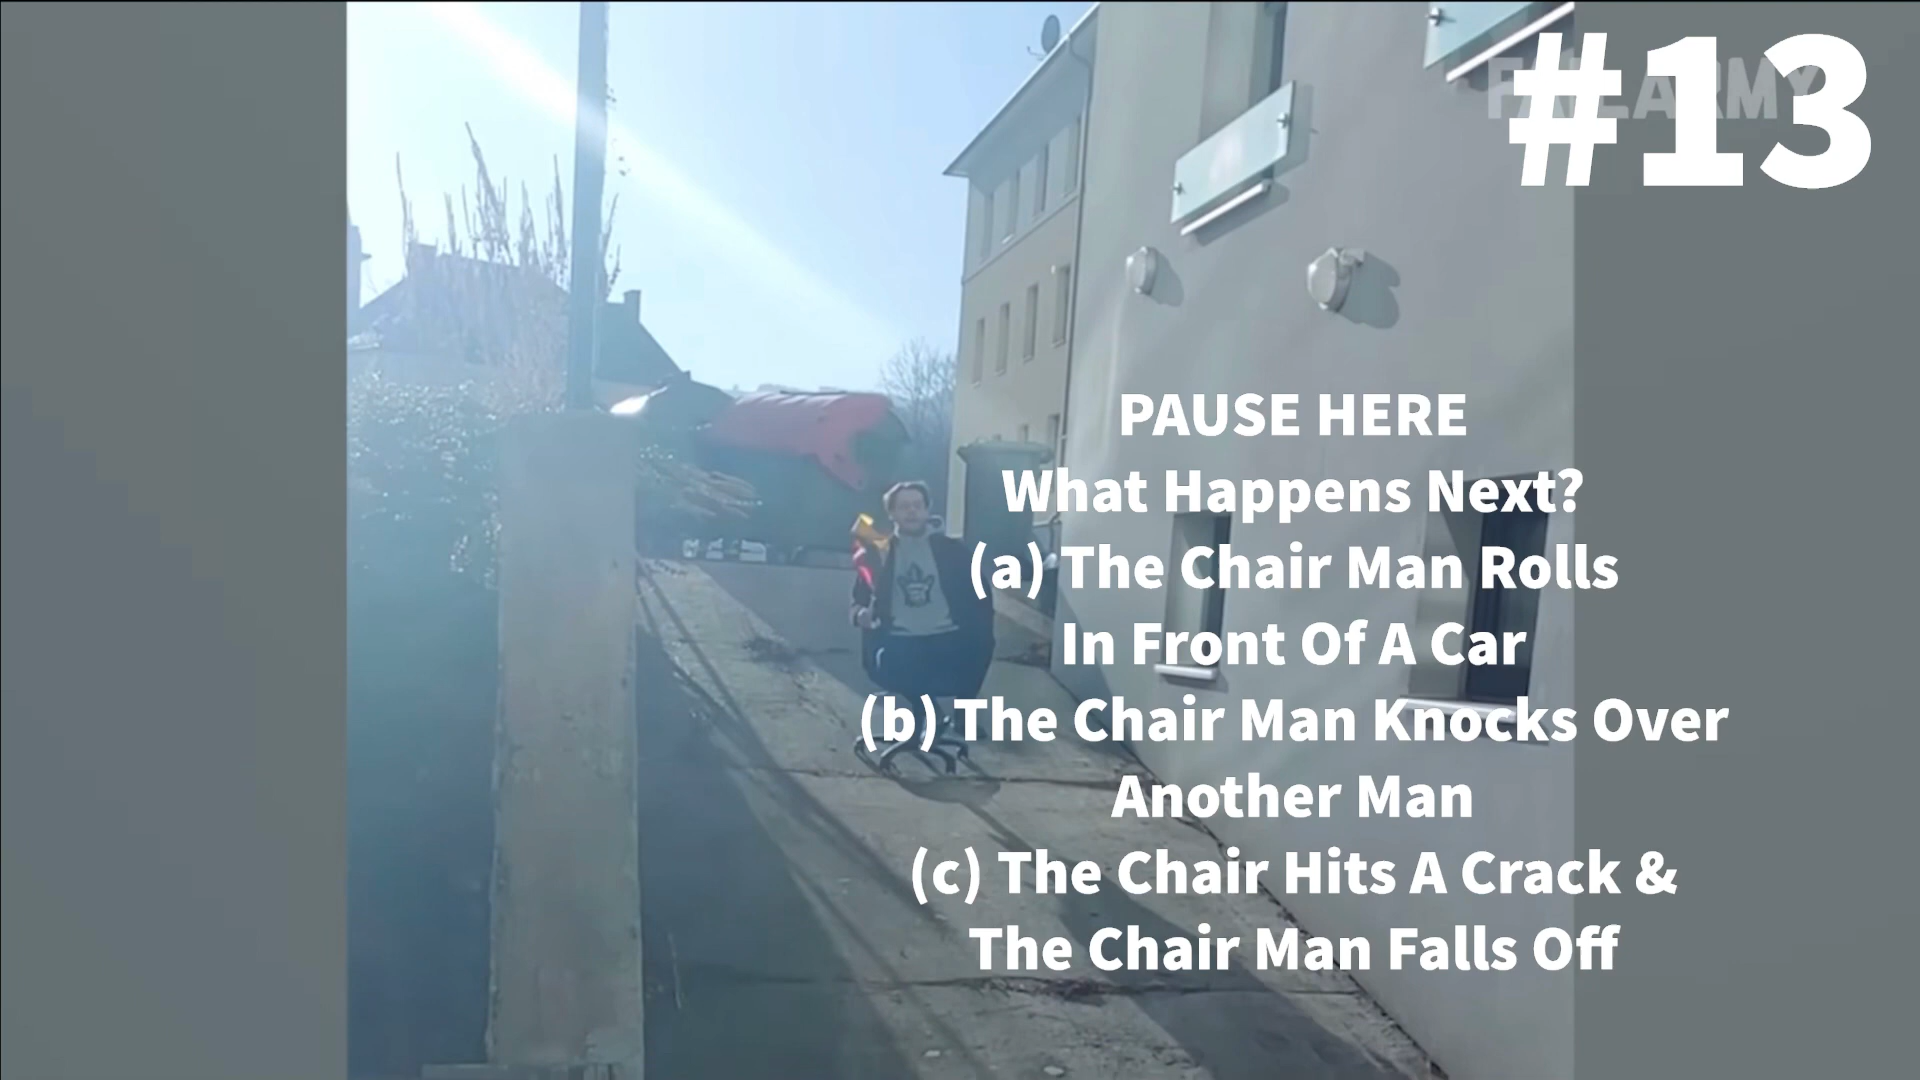 #13
FAILARMY
PAUSE HERE
What Happens Next?
(a) The Chair Man Rolls
In Front Of A Car
(b) The Chair Man Knocks Over
Another Man
(c) The Chair Hits A Crack &
The Chair Man Falls Off